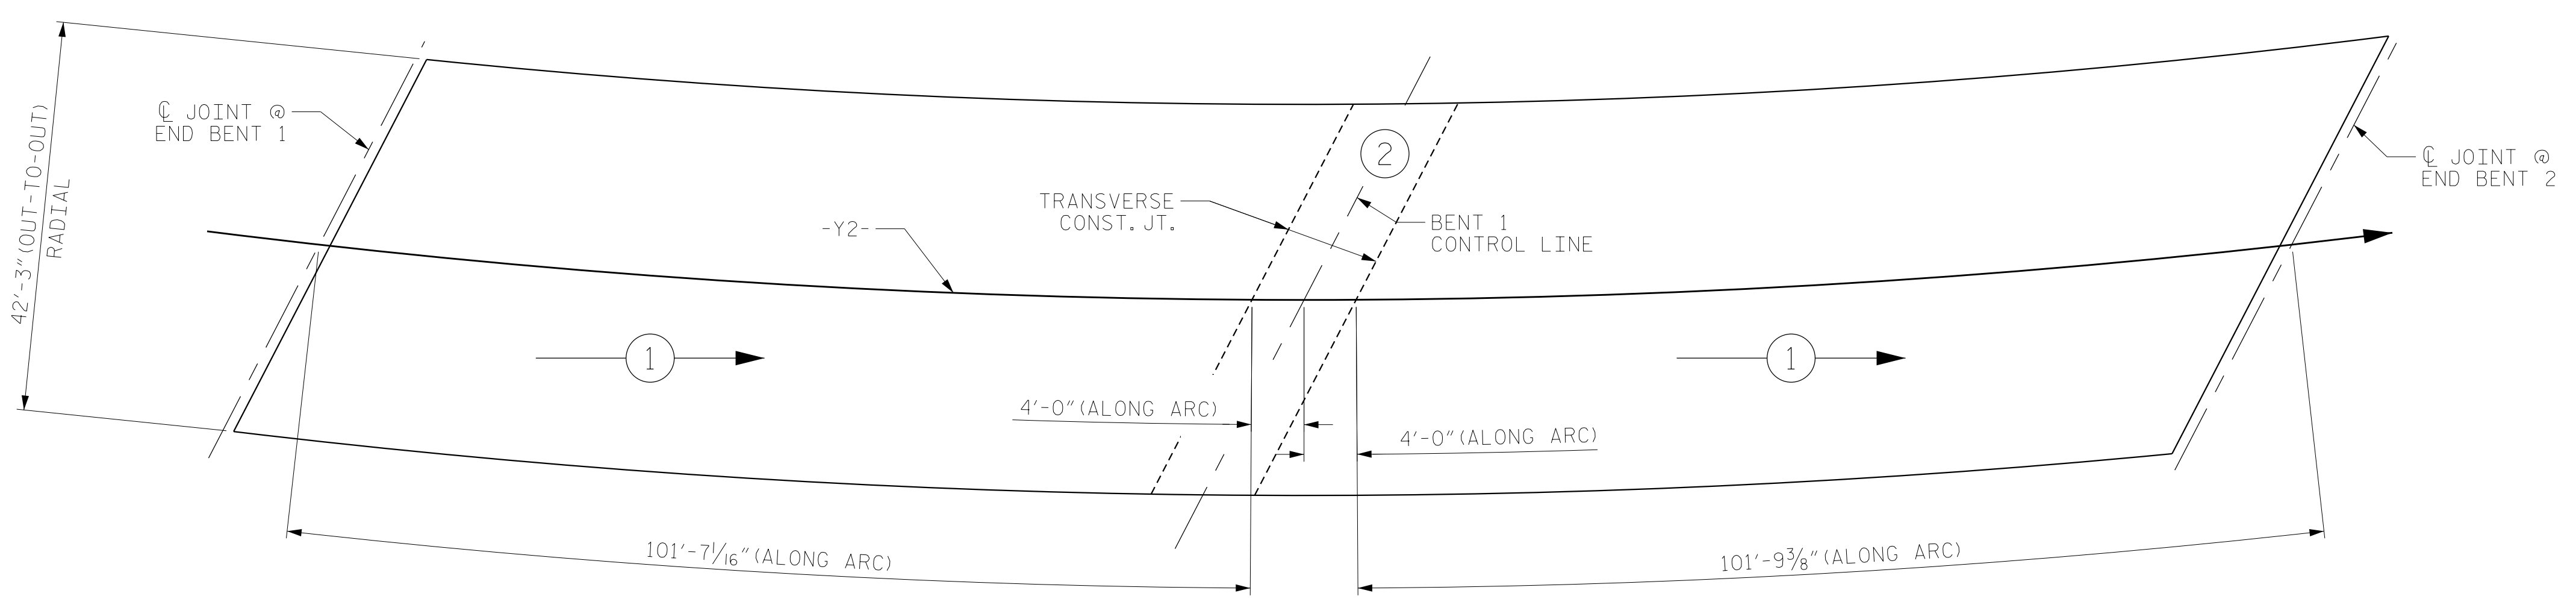 42'-3"(OUT-TO-OUT)
RADIAL
℄ JOINT @
END BENT 1
-Y2-
TRANSVERSE
CONST. JT.
2
BENT 1
CONTROL LINE
℄ JOINT @
END BENT 2
1
1
4'-0"(ALONG ARC)
4'-0"(ALONG ARC)
101'-7 1/16"(ALONG ARC)
101'-9 3/8"(ALONG ARC)